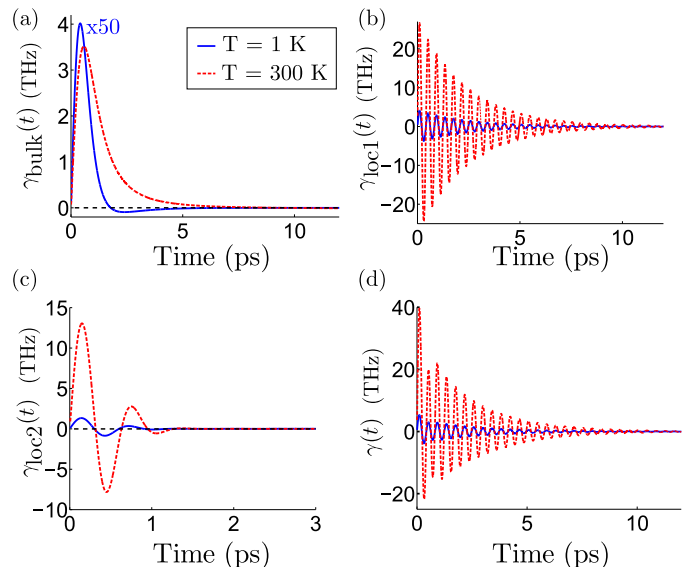 (a)
γbulk(t) (THz)
4
3
2
1
0
x50
T = 1 K
T = 300 K
0 5 10
Time (ps)
(b)
γloc1(t) (THz)
20
10
0
−10
−20
0 5 10
Time (ps)
(c)
γloc2(t) (THz)
15
10
5
0
−5
−10
0 1 2 3
Time (ps)
(d)
γ(t) (THz)
40
20
0
−20
0 5 10
Time (ps)